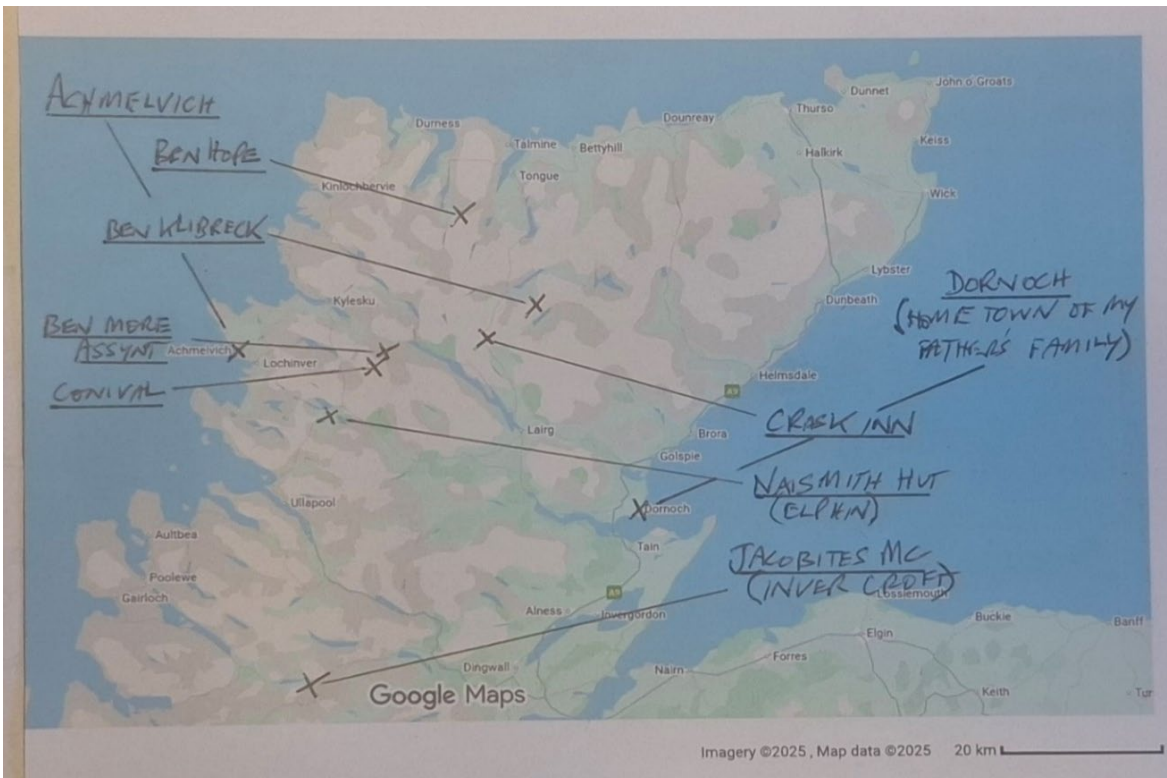 ACHMELVICH
BEN HOPE
BEN KLIBRECK
BEN MORE
ASSYNT
CONIVAL
DORNOCH
(HOME TOWN OF MY
FATHER'S FAMILY)
CRASK INN
NAISMITH HUT
(ELPHIN)
JACOBITES MC
(INVER CROFT)
Durness
Talmine
Bettyhill
Dounreay
Thurso
Dunnet
John o Groats
Keiss
Halkirk
Wick
Tongue
Kinlochbervie
Lybster
Dunbeath
Kylesku
Achmelvich
Lochinver
A9
Helmsdale
Lairg
Brora
Golspie
Ullapool
Dornoch
Tain
Aultbea
Poolewe
Gairloch
A9
Alness
Invergordon
Lossiemouth
Buckie
Banff
Elgin
Forres
Nairn
Dingwall
Keith
Tur
Google Maps
Imagery ©2025 , Map data ©2025 20 km